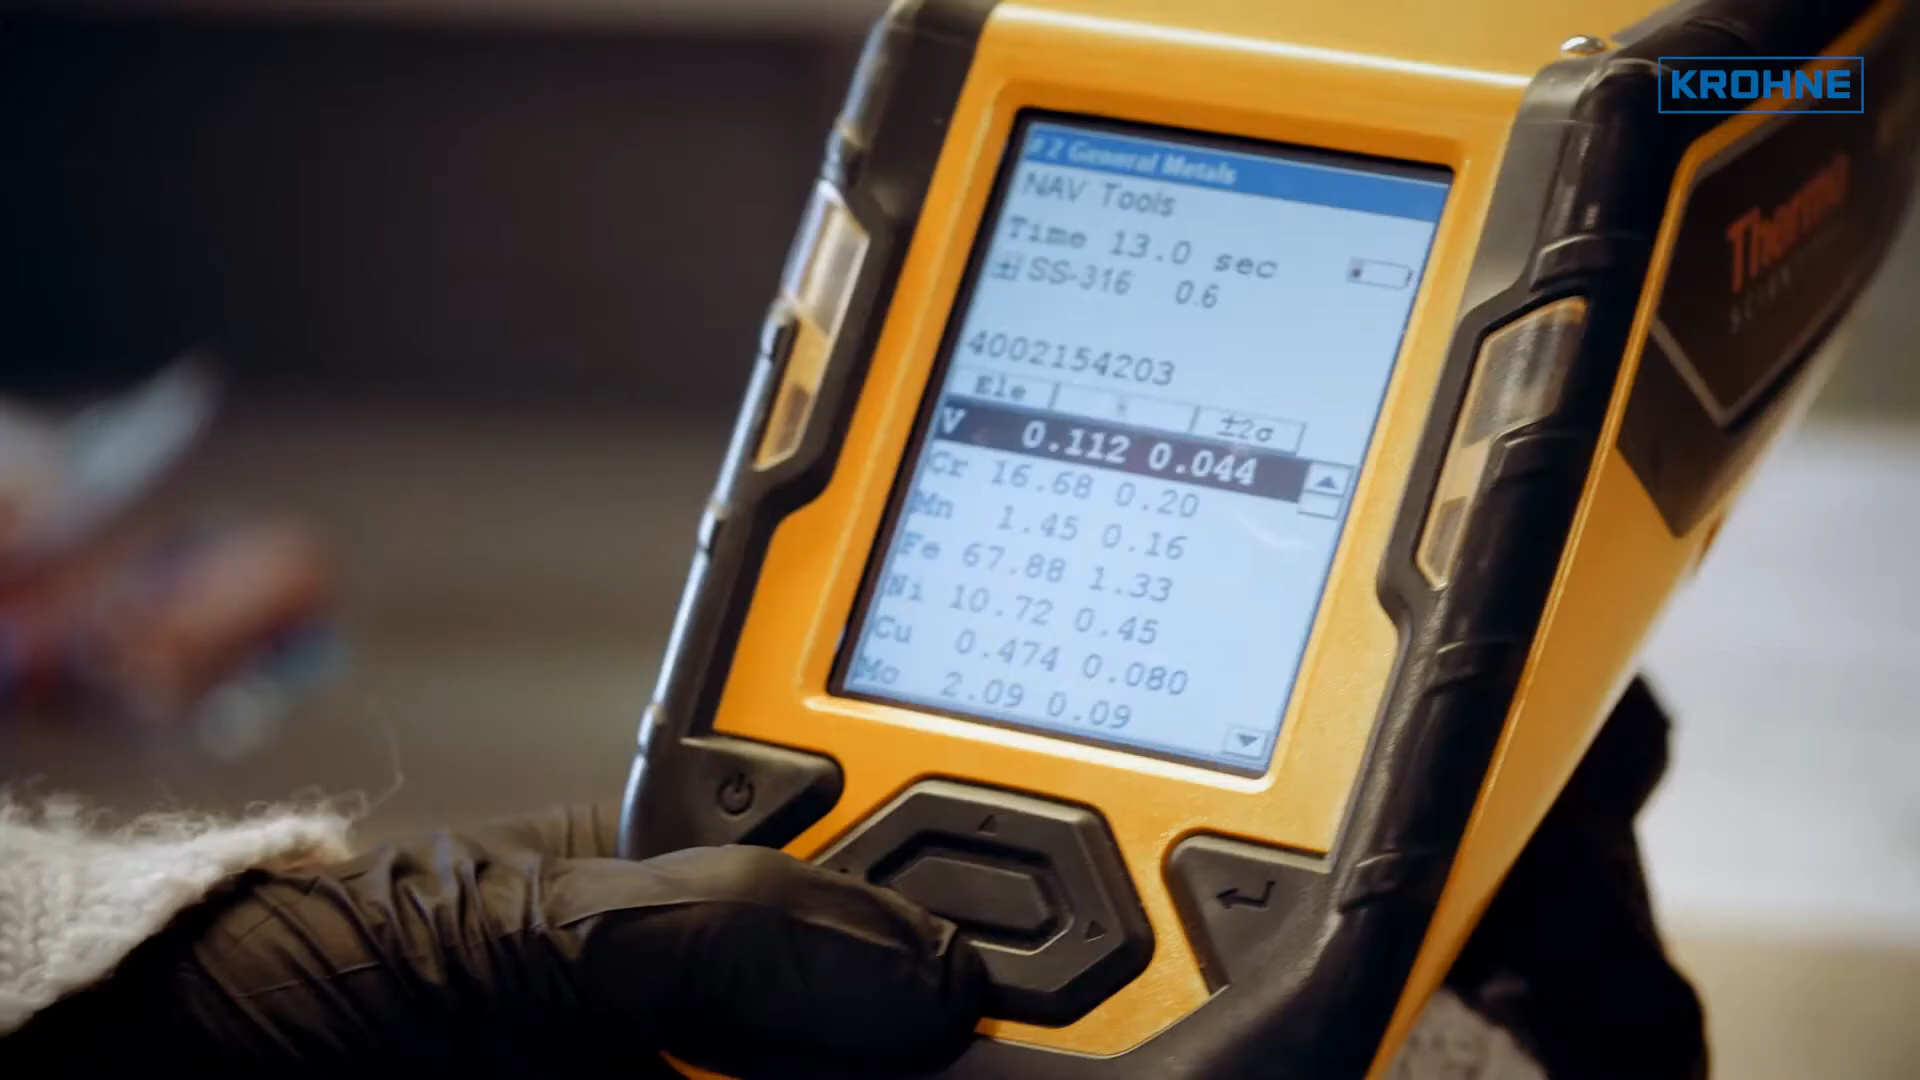 KROHNE
# 2 General Metals
NAV Tools
Time 13.0 sec
SS-316 0.6
4002154203
Ele ±2σ
V 0.112 0.044
Cr 16.68 0.20
Mn 1.45 0.16
Fe 67.88 1.33
Ni 10.72 0.45
Cu 0.474 0.080
Mo 2.09 0.09
Thermo